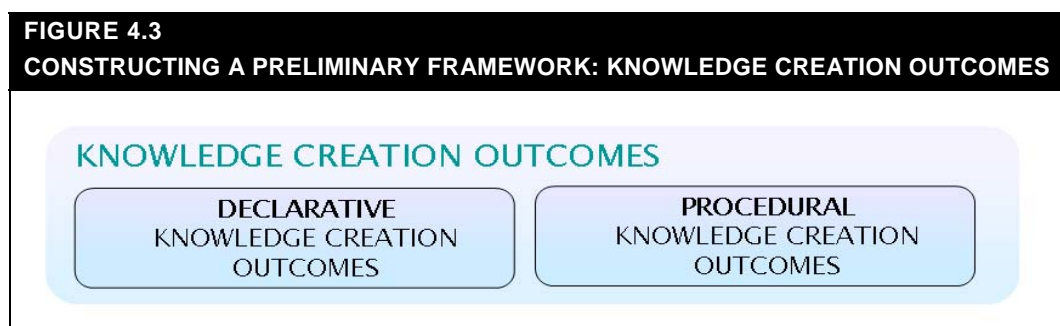 FIGURE 4.3
CONSTRUCTING A PRELIMINARY FRAMEWORK: KNOWLEDGE CREATION OUTCOMES
KNOWLEDGE CREATION OUTCOMES
DECLARATIVE
KNOWLEDGE CREATION
OUTCOMES
PROCEDURAL
KNOWLEDGE CREATION
OUTCOMES